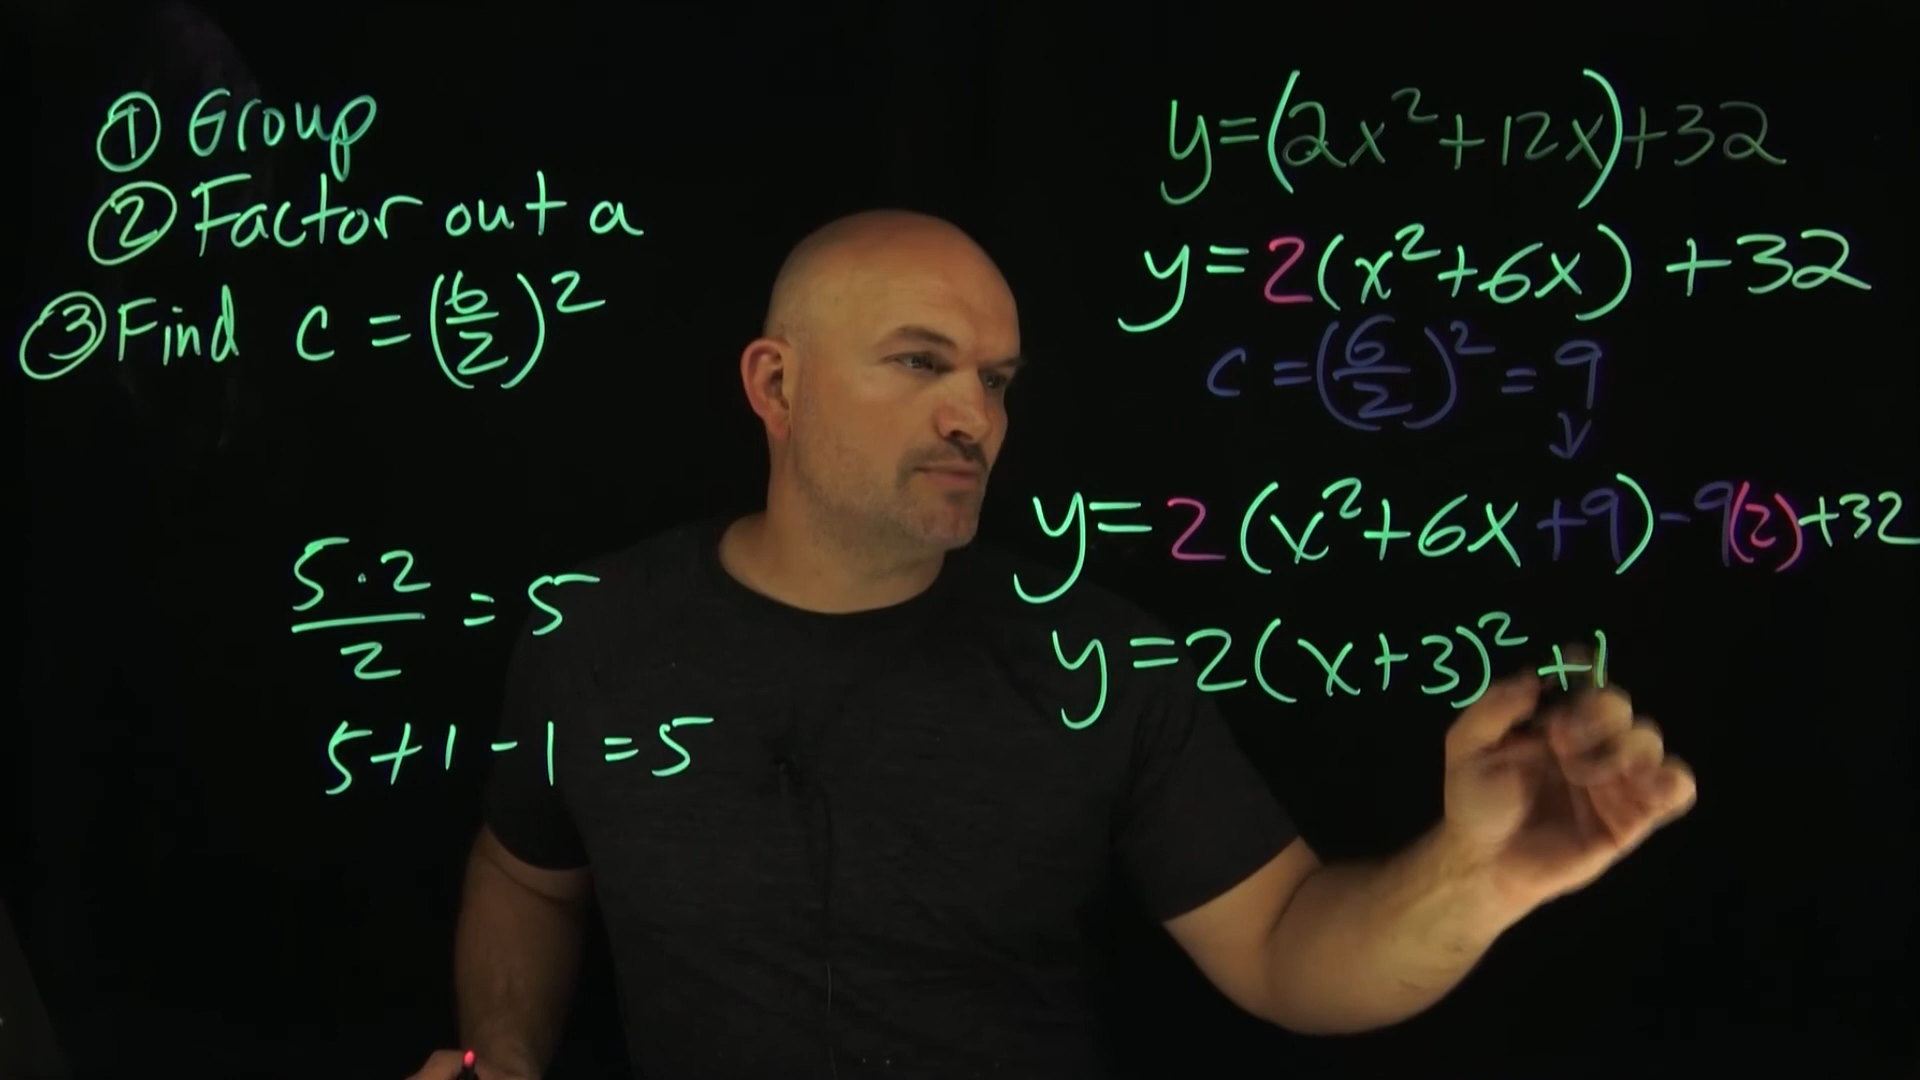 ① Group
② Factor out a
③ Find c = (6/2)²
5·2/2 = 5
5+1-1 = 5
y=(2x²+12x)+32
y=2(x²+6x)+32
c=(6/2)²=9
↓
y=2(x²+6x+9)-9(2)+32
y=2(x+3)²+1